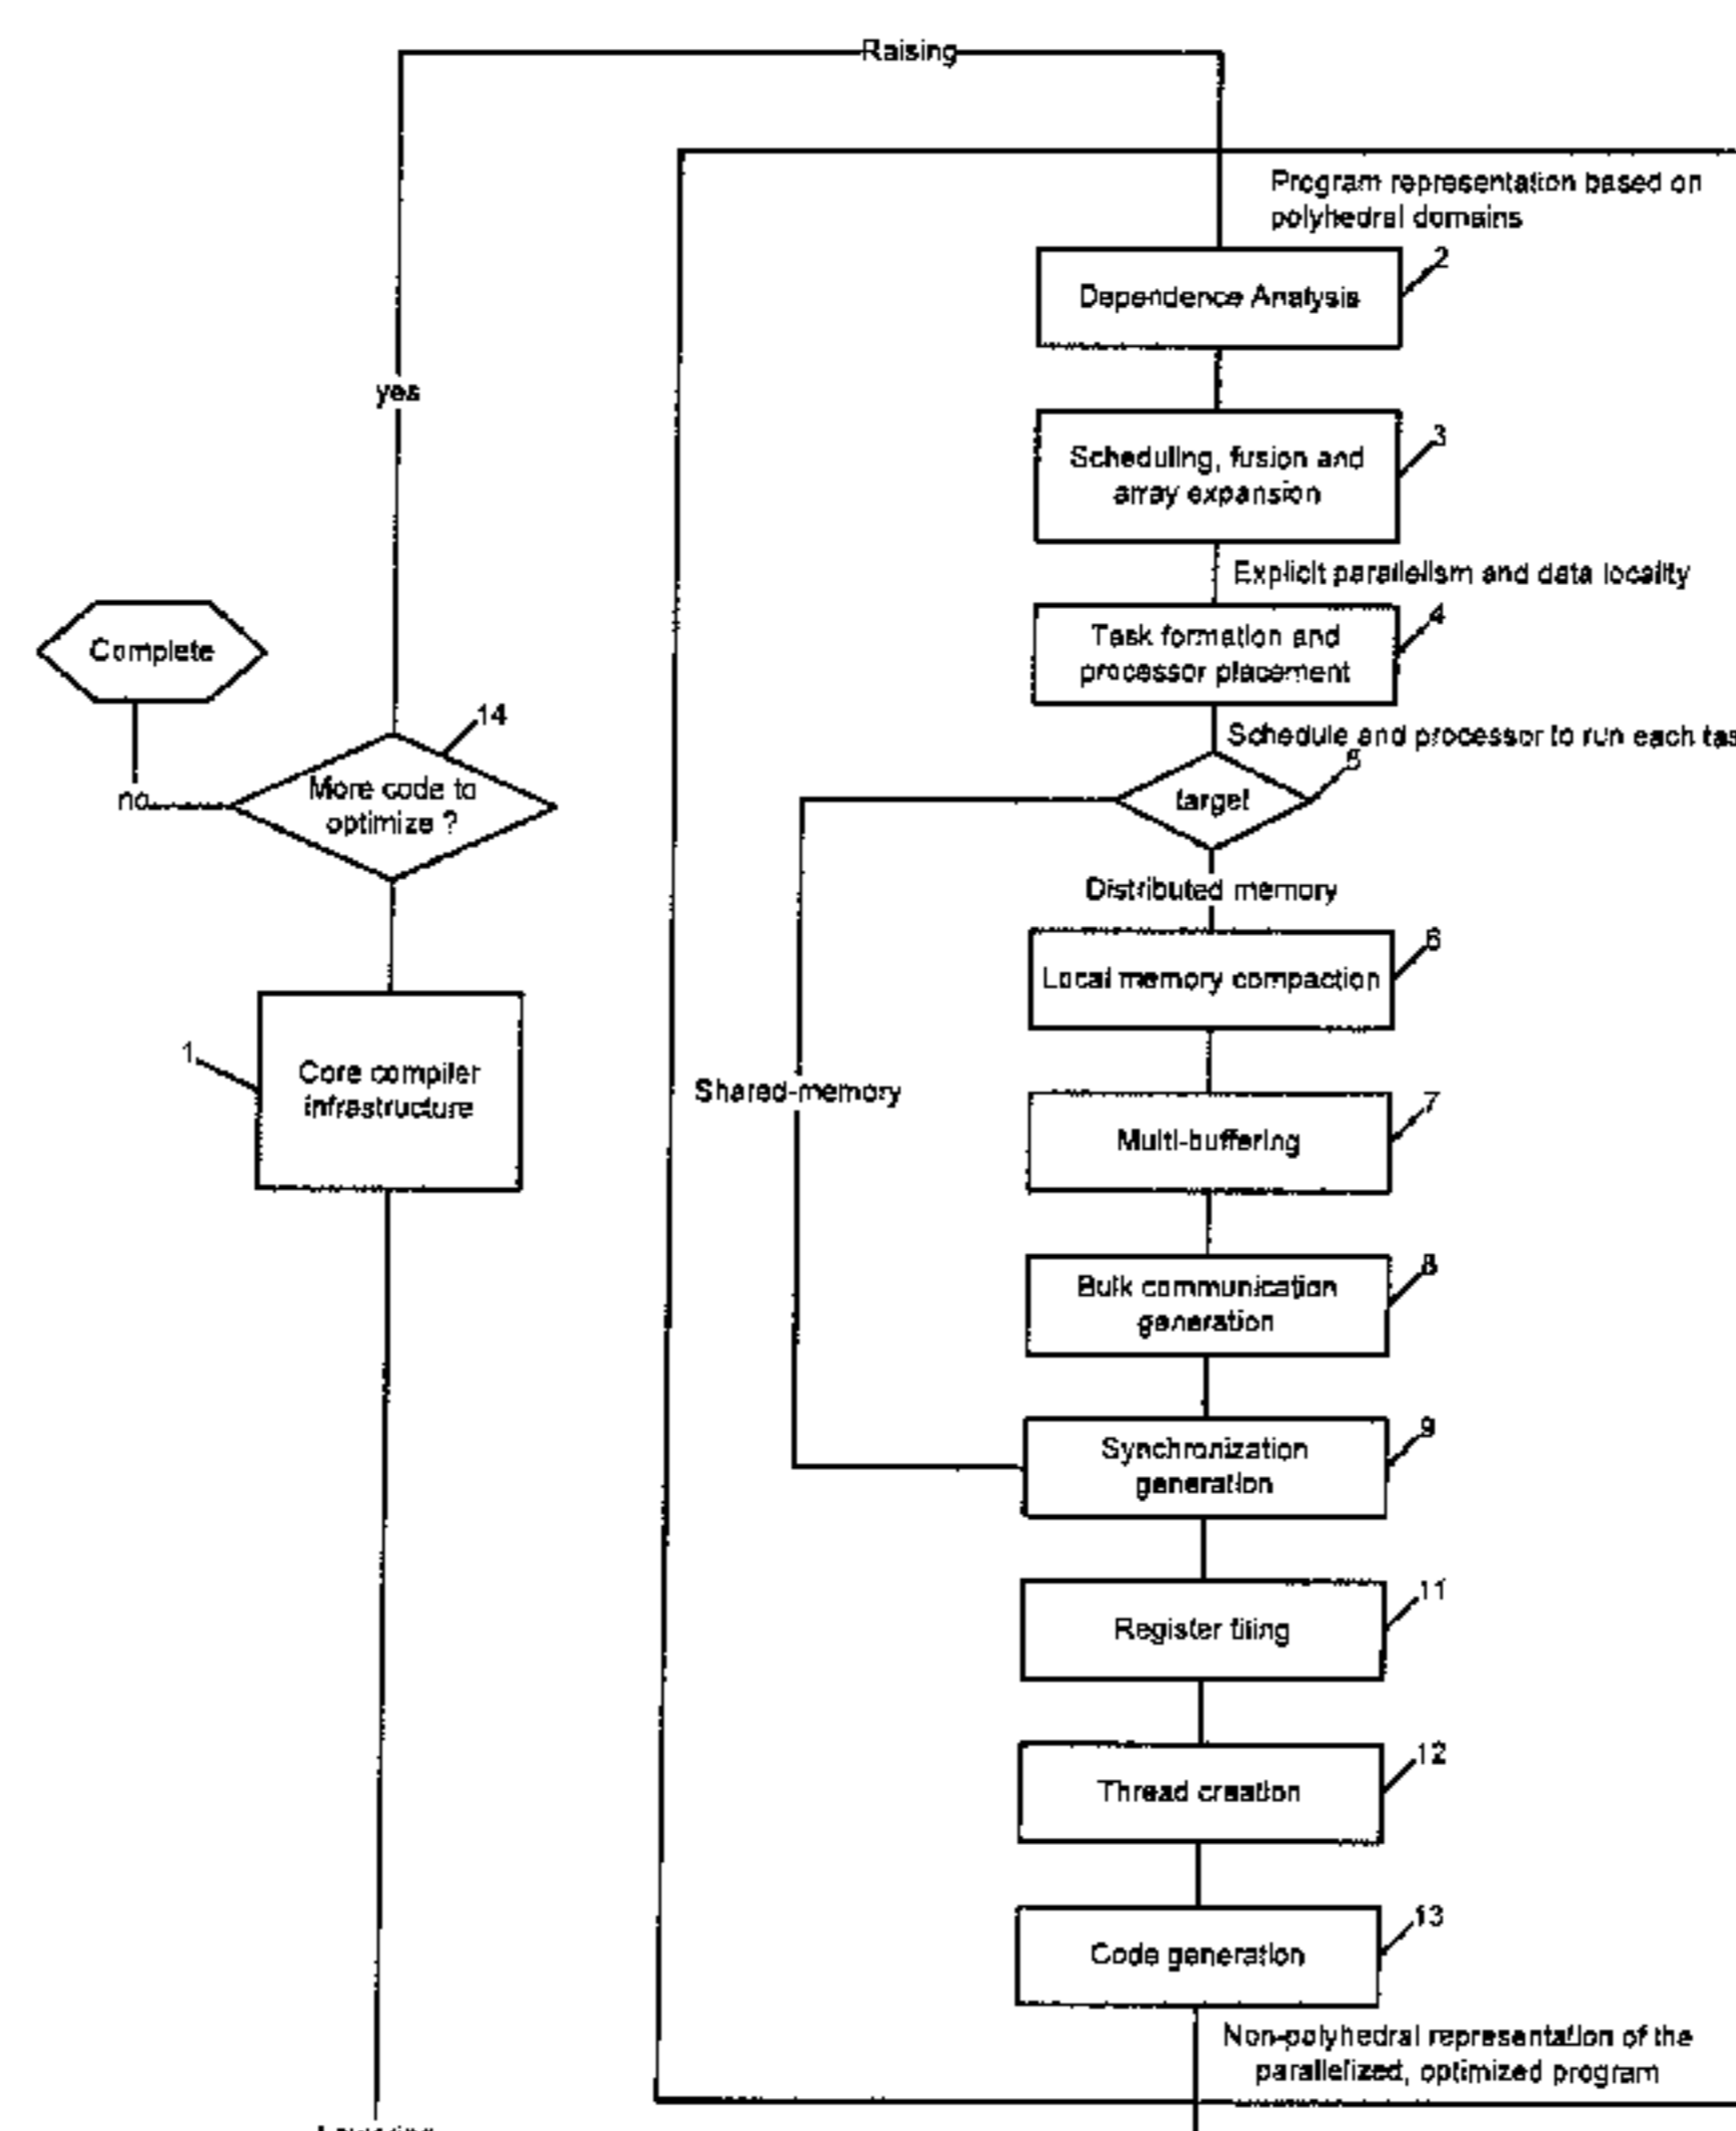 Raising
Program representation based on
polyhedral domains
2
Dependence Analysis
yes
3
Scheduling, fusion and
array expansion
Explicit parallelism and data locality
4
Task formation and
processor placement
Complete
14
Schedule and processor to run each
5
More code to
optimize ?
no
target
Distributed memory
6
Local memory compaction
1
Core compiler
infrastructure
Shared-memory
7
Multi-buffering
8
Bulk communication
generation
9
Synchronization
generation
11
Register tiling
12
Thread creation
13
Code generation
Non-polyhedral representation of the
parallelized, optimized program